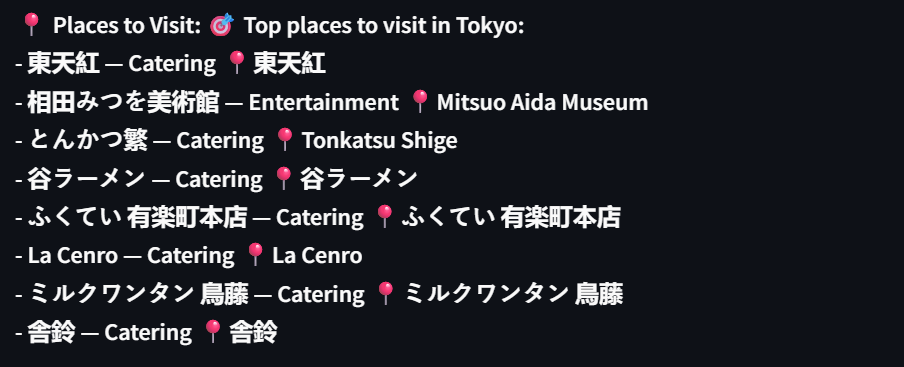 📍 Places to Visit: 🎯 Top places to visit in Tokyo:
- 東天紅 — Catering 📍 東天紅
- 相田みつを美術館 — Entertainment 📍 Mitsuo Aida Museum
- とんかつ繁 — Catering 📍 Tonkatsu Shige
- 谷ラーメン — Catering 📍 谷ラーメン
- ふくてい 有楽町本店 — Catering 📍 ふくてい 有楽町本店
- La Cenro — Catering 📍 La Cenro
- ミルクワンタン 鳥藤 — Catering 📍 ミルクワンタン 鳥藤
- 舎鈴 — Catering 📍 舎鈴